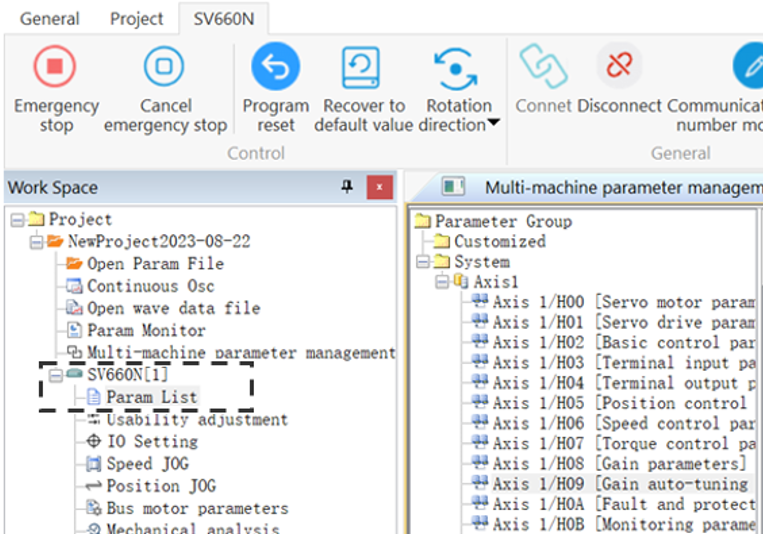 General Project SV660N
Emergency stop
Cancel emergency stop
Program reset
Recover to default value
Rotation direction
Connet
Disconnect
number
Control
General
Work Space
Project
NewProject2023-08-22
Open Param File
Continuous Osc
Open wave data file
Param Monitor
Multi-machine parameter management
SV660N[1]
Param List
Usability adjustment
IO Setting
Speed JOG
Position JOG
Bus motor parameters
Mechanical analysis
Multi-machine parameter managem
Parameter Group
Customized
System
Axis1
Axis 1/H00 [Servo motor param
Axis 1/H01 [Servo drive param
Axis 1/H02 [Basic control par
Axis 1/H03 [Terminal input pa
Axis 1/H04 [Terminal output p
Axis 1/H05 [Position control
Axis 1/H06 [Speed control par
Axis 1/H07 [Torque control pa
Axis 1/H08 [Gain parameters]
Axis 1/H09 [Gain auto-tuning
Axis 1/H0A [Fault and protect
Axis 1/H0B [Monitoring parame